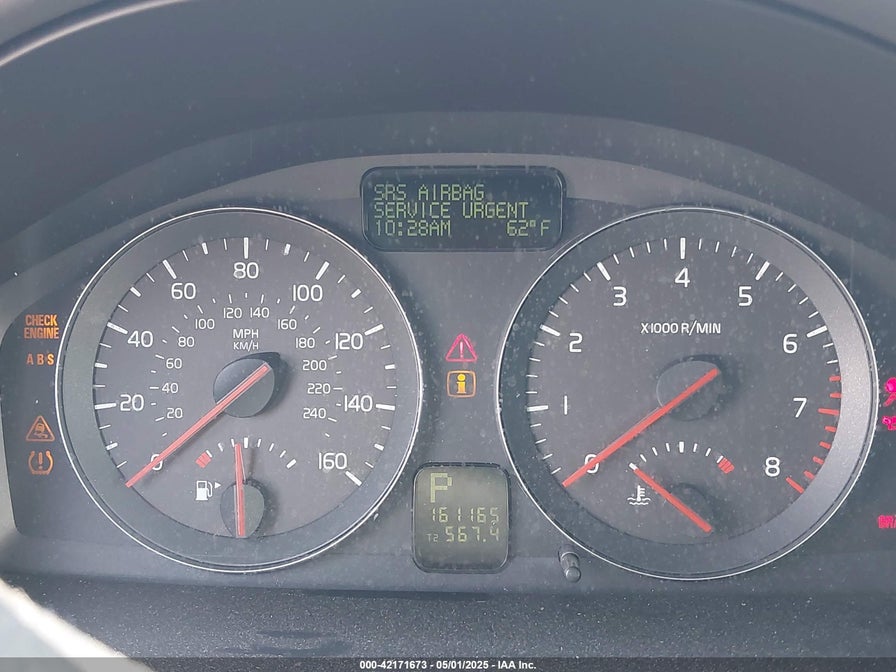 SRS AIRBAG
SERVICE URGENT
10:28AM 62°F
CHECK
ENGINE
ABS
0 20 40 60 80 100 120 140 160
MPH
KM/H
20 40 60 80 100 120 140 160 180 200 220 240
0 1 2 3 4 5 6 7 8
X1000 R/MIN
P
161165
T2 567.4
000-42171673 - 05/01/2025 - IAA Inc.